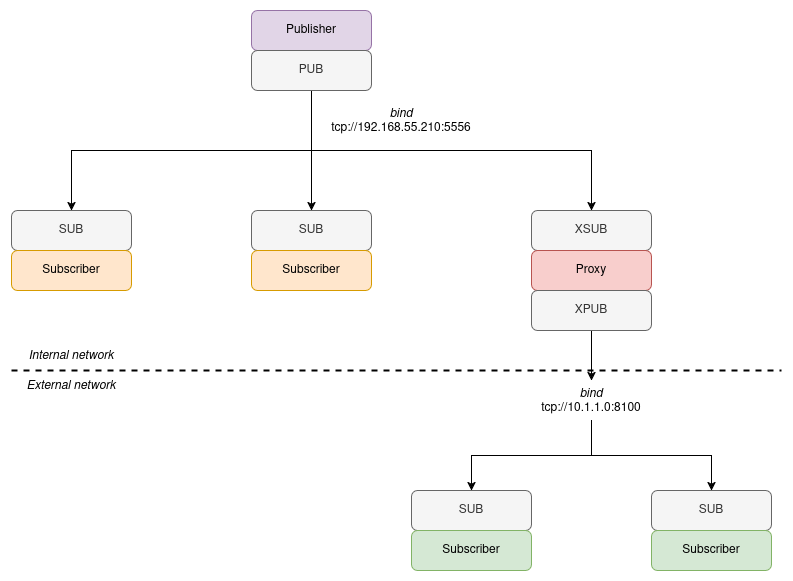 Publisher
PUB
bind
tcp://192.168.55.210:5556
SUB
SUB
XSUB
Subscriber
Subscriber
Proxy
XPUB
Internal network
External network
bind
tcp://10.1.1.0:8100
SUB
SUB
Subscriber
Subscriber